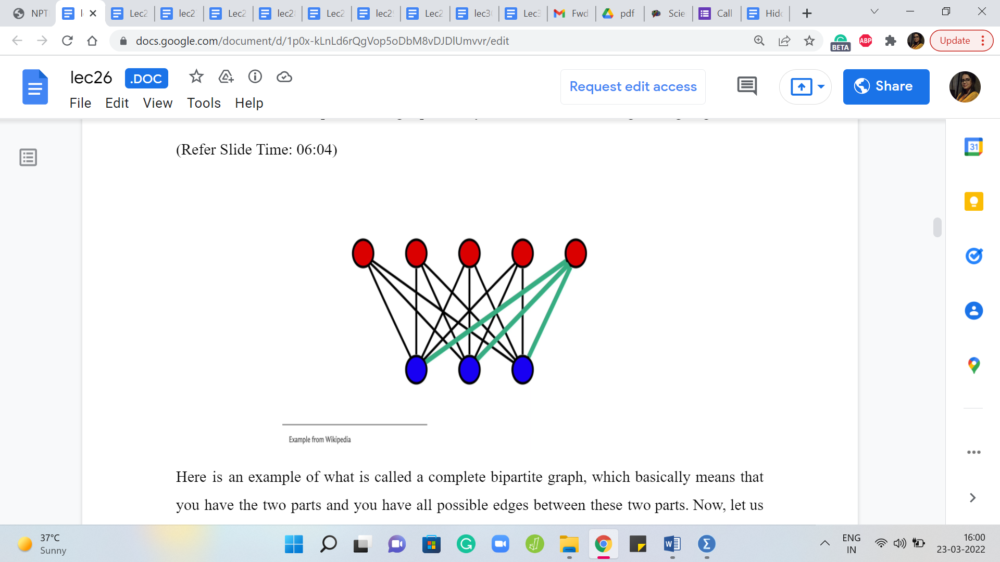 NPT
l
Lec2
lec2
Lec2
lec2
Lec2
lec2
Lec2
lec3
Lec3
Fwd
pdf
Scie
Call
Hid
docs.google.com/document/d/1p0x-kLnLd6rQgVop5oDbM8vDJDlUmvvr/edit
BETA
ABP
Update
lec26 .DOC
Request edit access
Share
File Edit View Tools Help
(Refer Slide Time: 06:04)
31
Example from Wikipedia
Here is an example of what is called a complete bipartite graph, which basically means that
you have the two parts and you have all possible edges between these two parts. Now, let us
37°C
Sunny
ENG
IN
16:00
23-03-2022